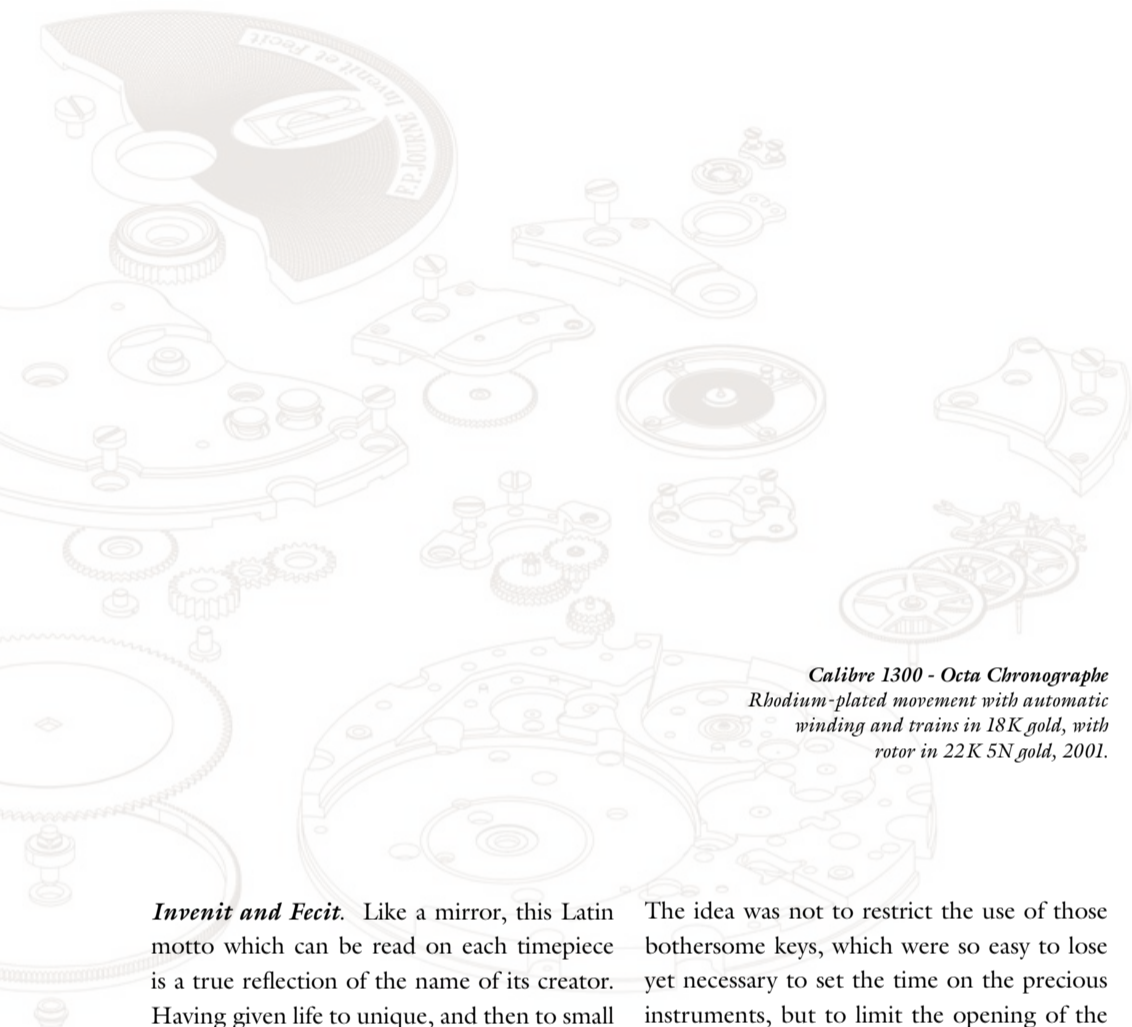 F.P.JOURNE Invenit et Fecit
Calibre 1300 - Octa Chronographe
Rhodium-plated movement with automatic
winding and trains in 18K gold, with
rotor in 22K 5N gold, 2001.
Invenit and Fecit. Like a mirror, this Latin
motto which can be read on each timepiece
is a true reflection of the name of its creator.
Having given life to unique, and then to small
The idea was not to restrict the use of those
bothersome keys, which were so easy to lose
yet necessary to set the time on the precious
instruments, but to limit the opening of the